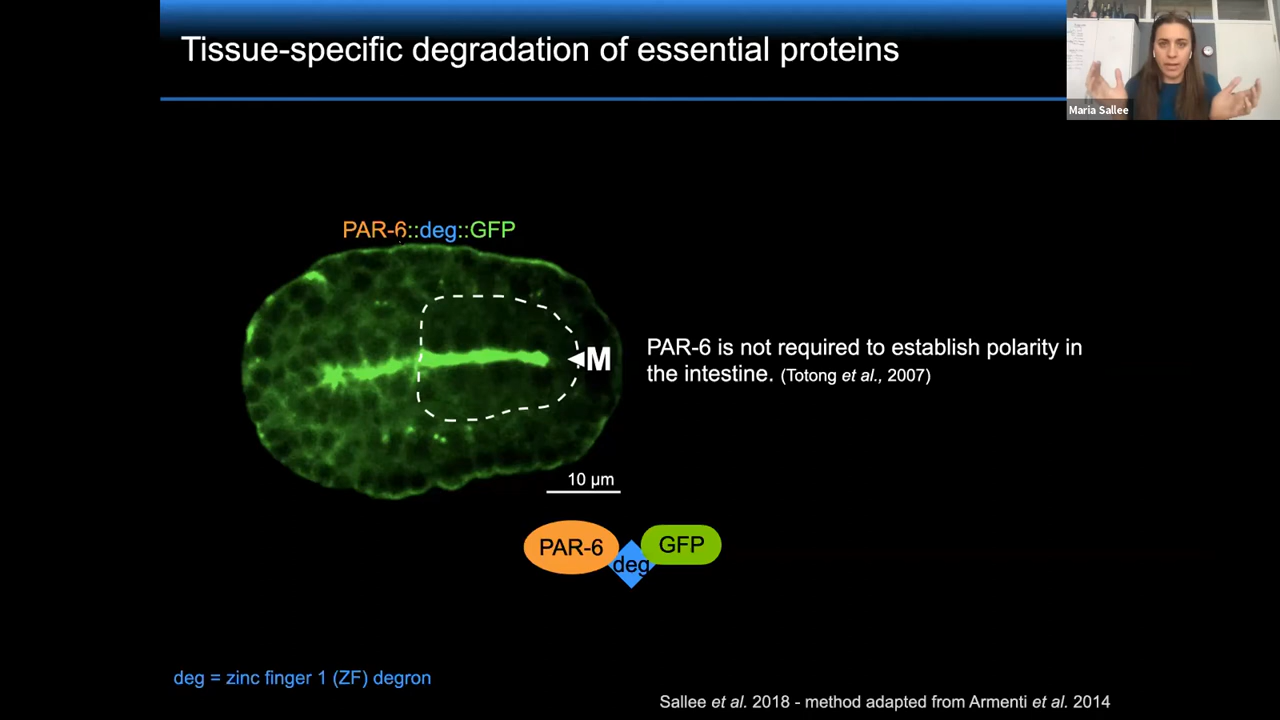 Tissue-specific degradation of essential proteins
Maria Sallee
PAR-6::deg::GFP
M
PAR-6 is not required to establish polarity in
the intestine. (Totong et al., 2007)
10 µm
PAR-6
deg
GFP
deg = zinc finger 1 (ZF) degron
Sallee et al. 2018 - method adapted from Armenti et al. 2014